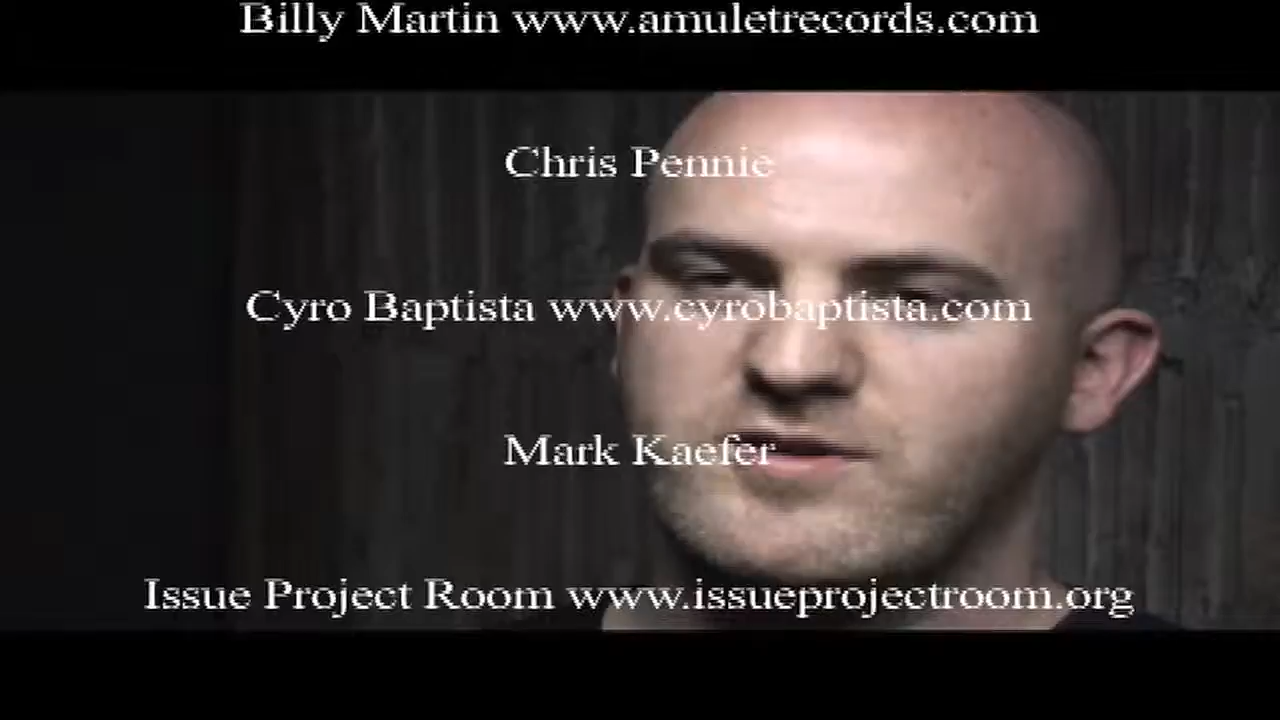 Billy Martin www.amuletrecords.com
Chris Pennie
Cyro Baptista www.cyrobaptista.com
Mark Kaefer
Issue Project Room www.issueprojectroom.org